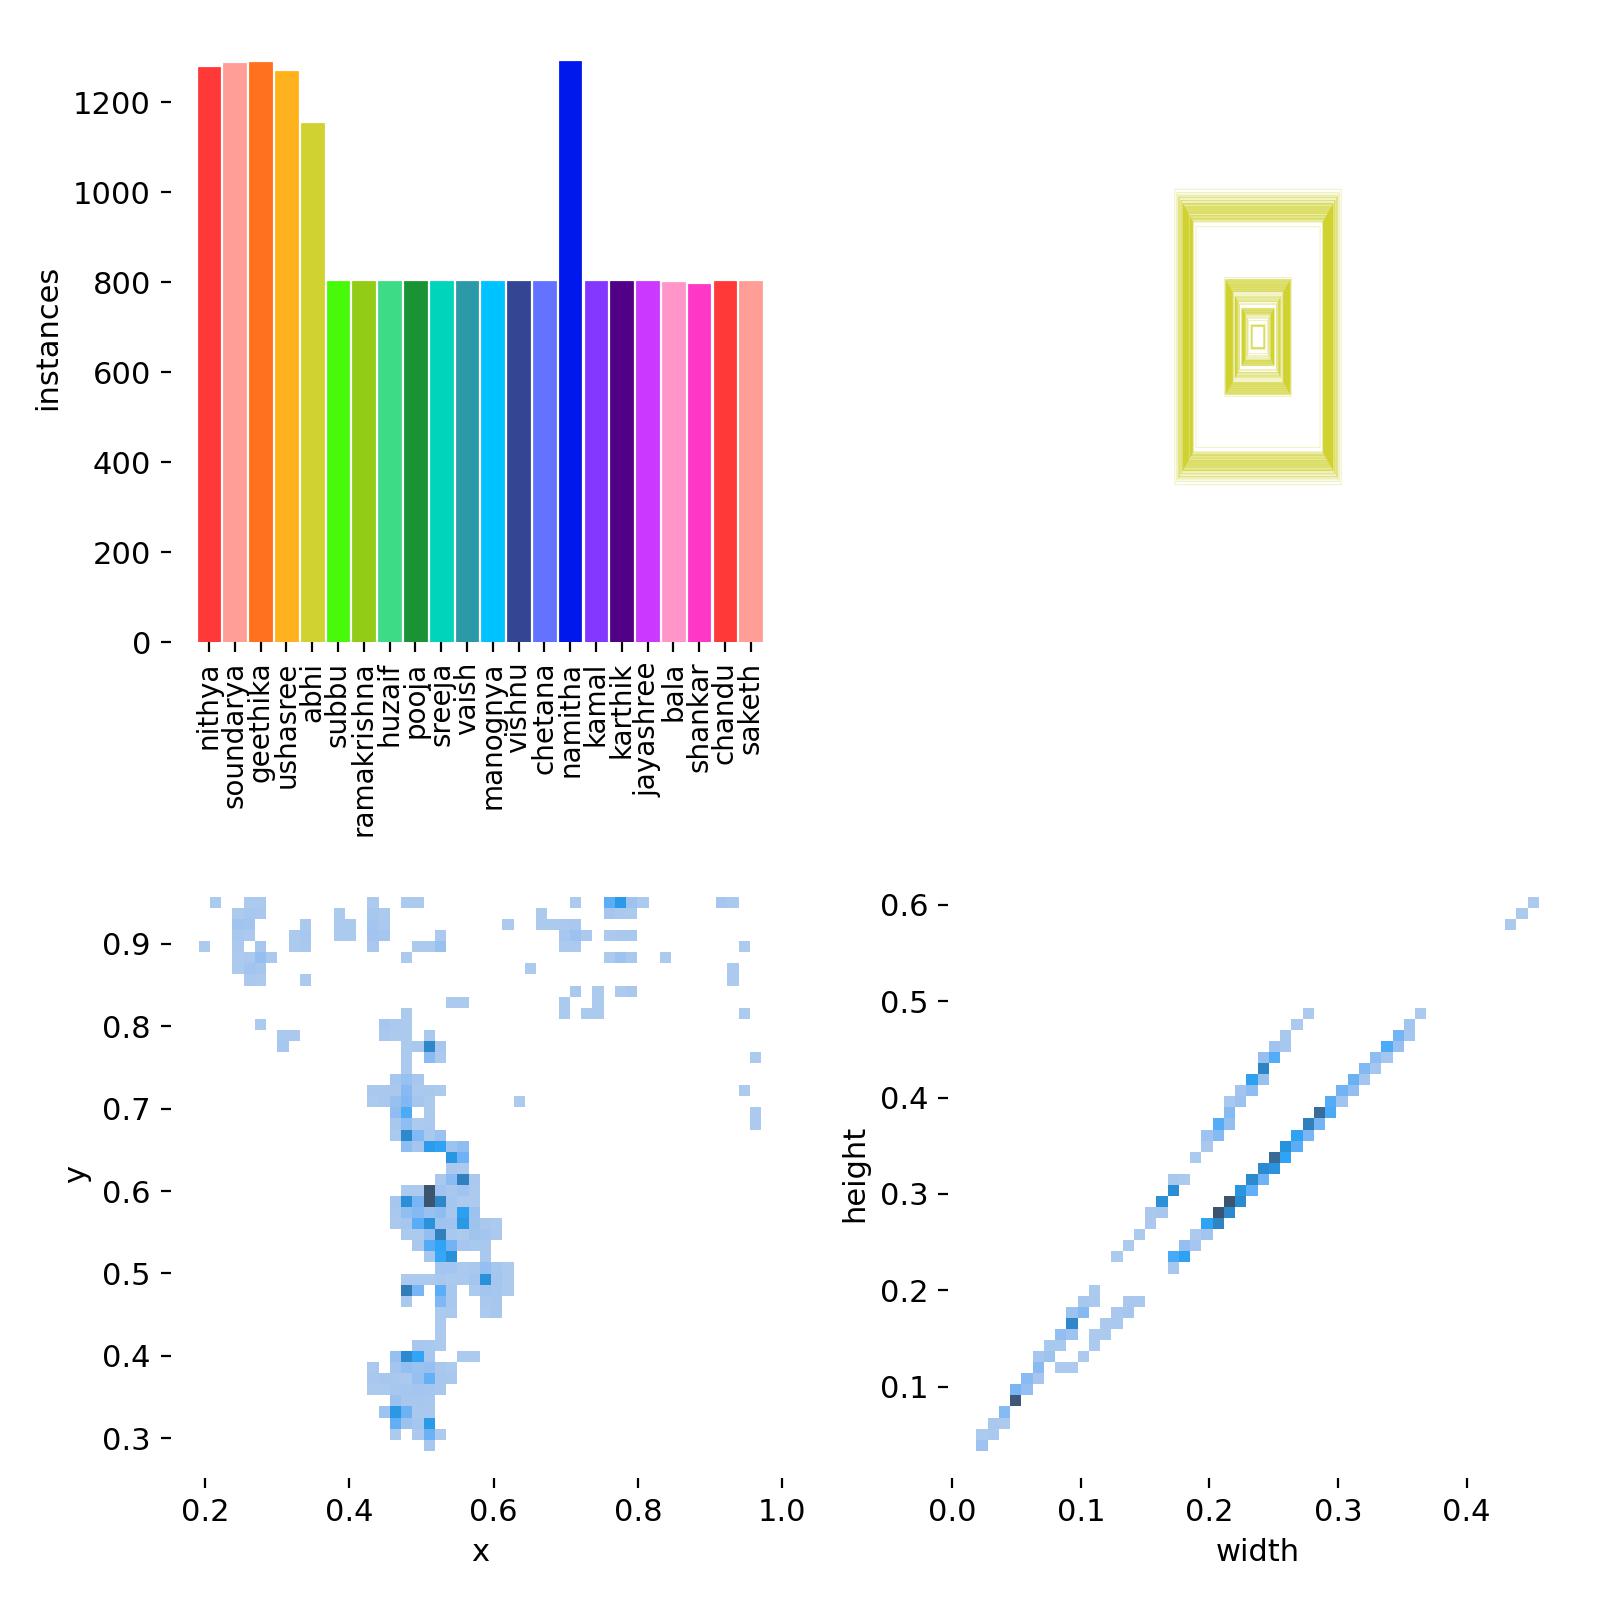 1200
1000
800
600
400
200
0
instances
nithya
soundarya
geethika
ushasree
abhi
subbu
ramakrishna
huzaif
pooja
sreeja
vaish
manognya
vishnu
chetana
namitha
kamal
karthik
jayashree
bala
shankar
chandu
saketh
0.9
0.8
0.7
0.6
0.5
0.4
0.3
y
0.2 0.4 0.6 0.8 1.0
x
0.6
0.5
0.4
0.3
0.2
0.1
height
0.0 0.1 0.2 0.3 0.4
width